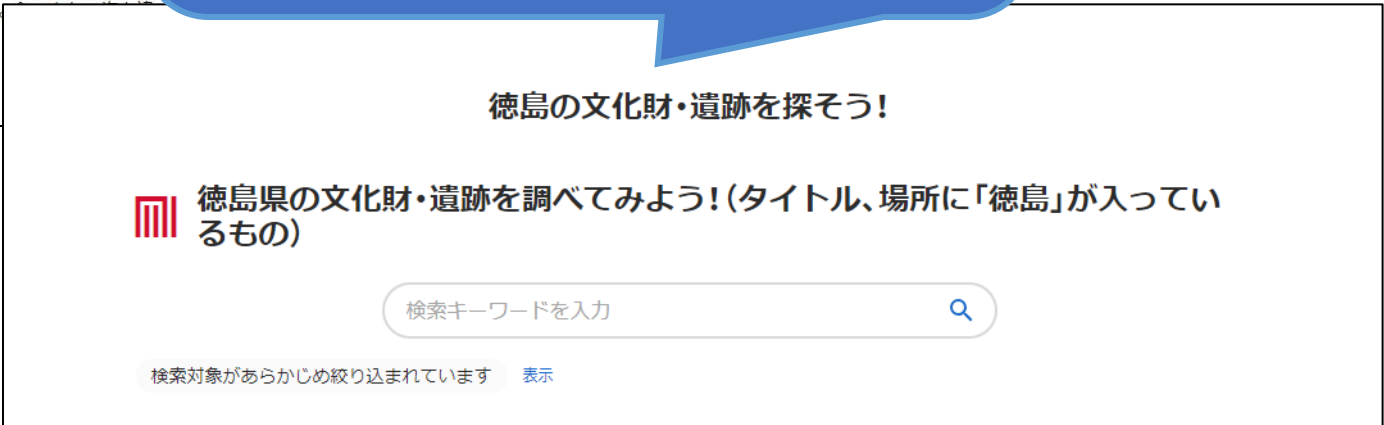 徳島の文化財・遺跡を探そう!
徳島県の文化財・遺跡を調べてみよう!(タイトル、場所に「徳島」が入ってい
るもの)
検索キーワードを入力
検索対象があらかじめ絞り込まれています 表示